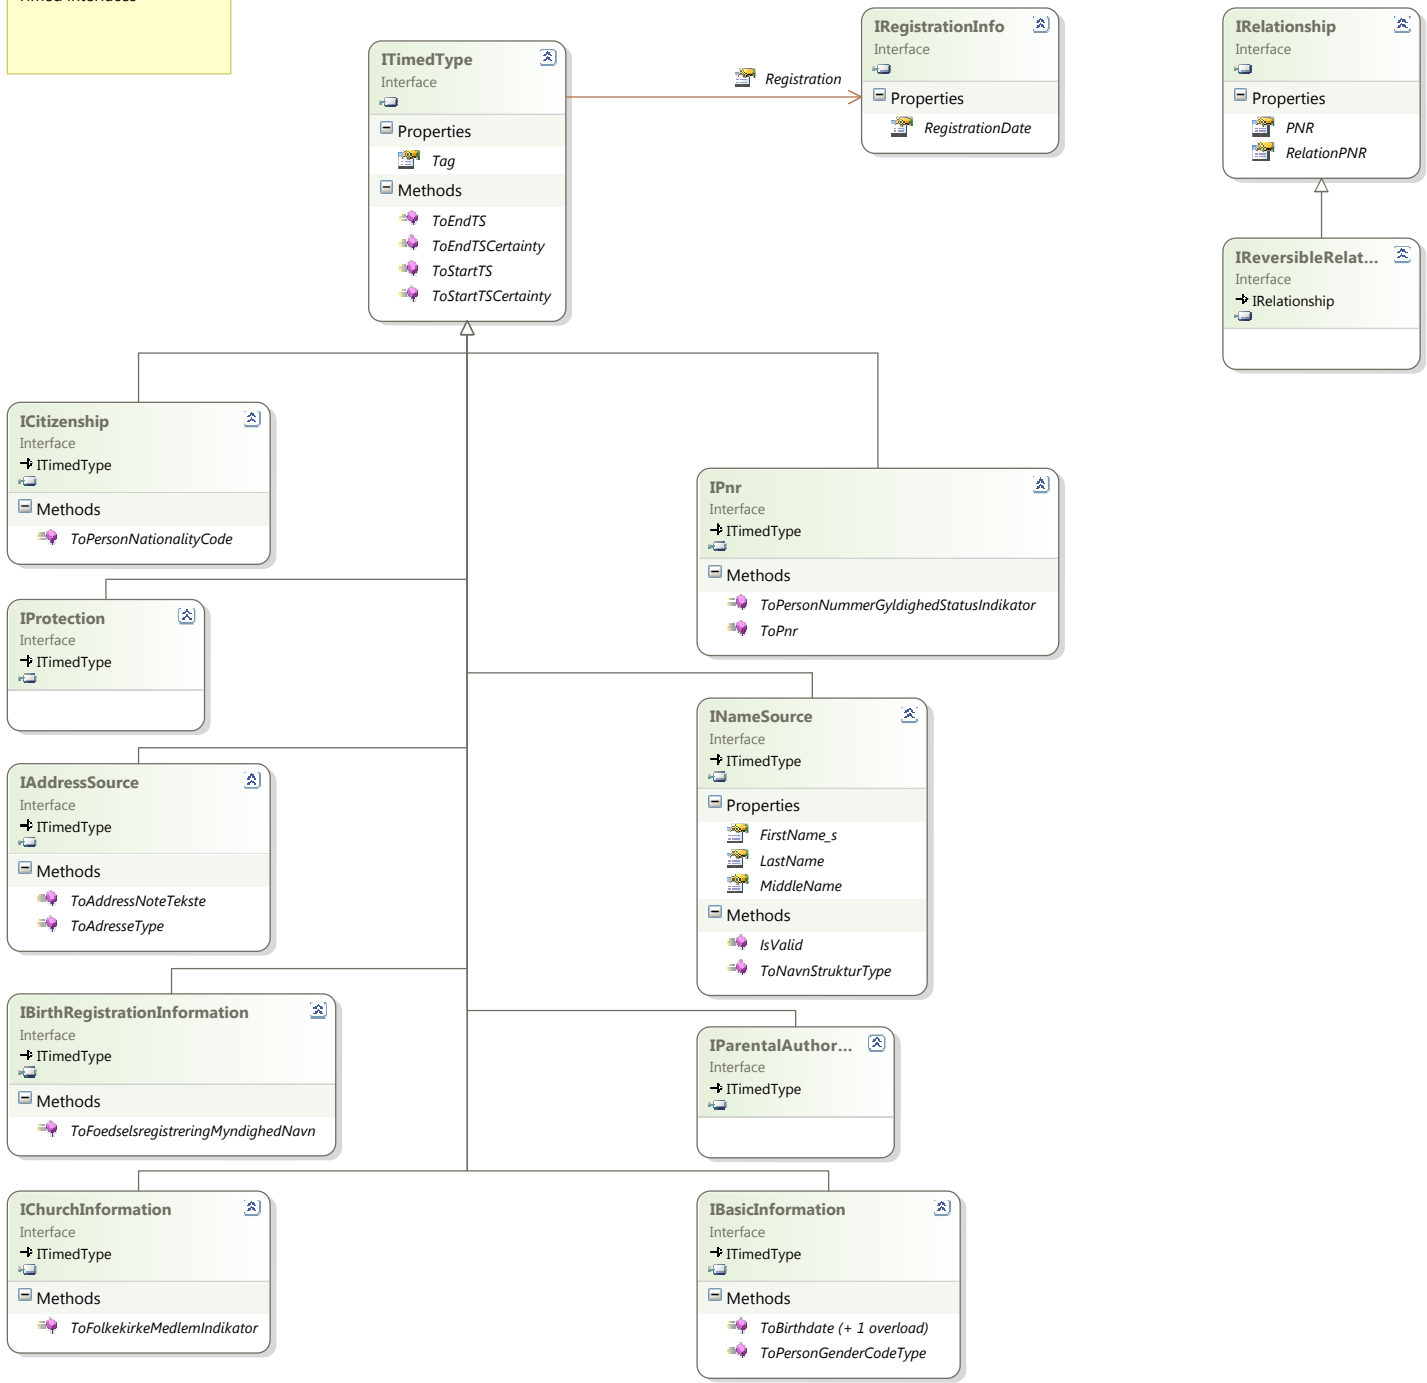 ITimedType
Interface
Properties
Tag
Methods
ToEndTS
ToEndTSCertainty
ToStartTS
ToStartTSCertainty
Registration
IRegistrationInfo
Interface
Properties
RegistrationDate
IRelationship
Interface
Properties
PNR
RelationPNR
IReversibleRelat...
Interface
IRelationship
ICitizenship
Interface
ITimedType
Methods
ToPersonNationalityCode
IPnr
Interface
ITimedType
Methods
ToPersonNummerGyldighedStatusIndikator
ToPnr
IProtection
Interface
ITimedType
INameSource
Interface
ITimedType
Properties
FirstName_s
LastName
MiddleName
Methods
IsValid
ToNavnStrukturType
IAddressSource
Interface
ITimedType
Methods
ToAddressNoteTekste
ToAdresseType
IBirthRegistrationInformation
Interface
ITimedType
Methods
ToFoedselsregistreringMyndighedNavn
IParentalAuthor...
Interface
ITimedType
IChurchInformation
Interface
ITimedType
Methods
ToFolkekirkeMedlemIndikator
IBasicInformation
Interface
ITimedType
Methods
ToBirthdate (+ 1 overload)
ToPersonGenderCodeType